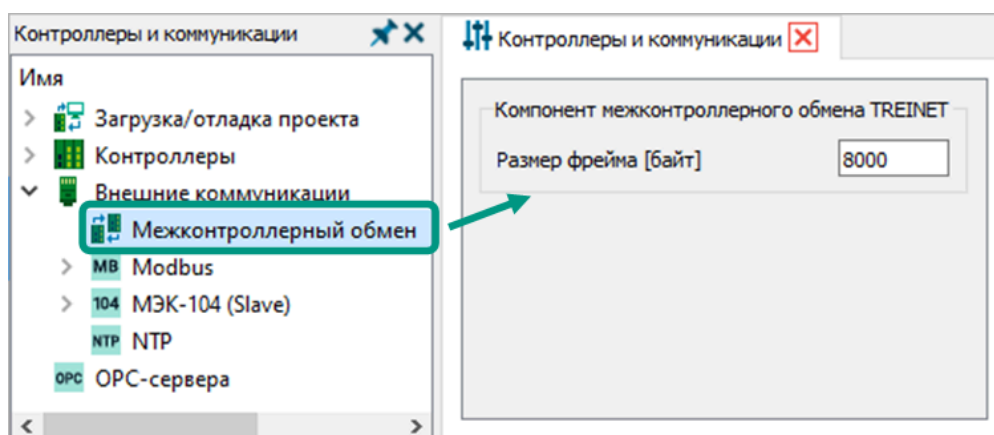 Контроллеры и коммуникации
Имя
Загрузка/отладка проекта
Контроллеры
Внешние коммуникации
Межконтроллерный обмен
MB Modbus
104 МЭК-104 (Slave)
NTP NTP
OPC OPC-сервера
Контроллеры и коммуникации
Компонент межконтроллерного обмена TREINET
Размер фрейма [байт] 8000